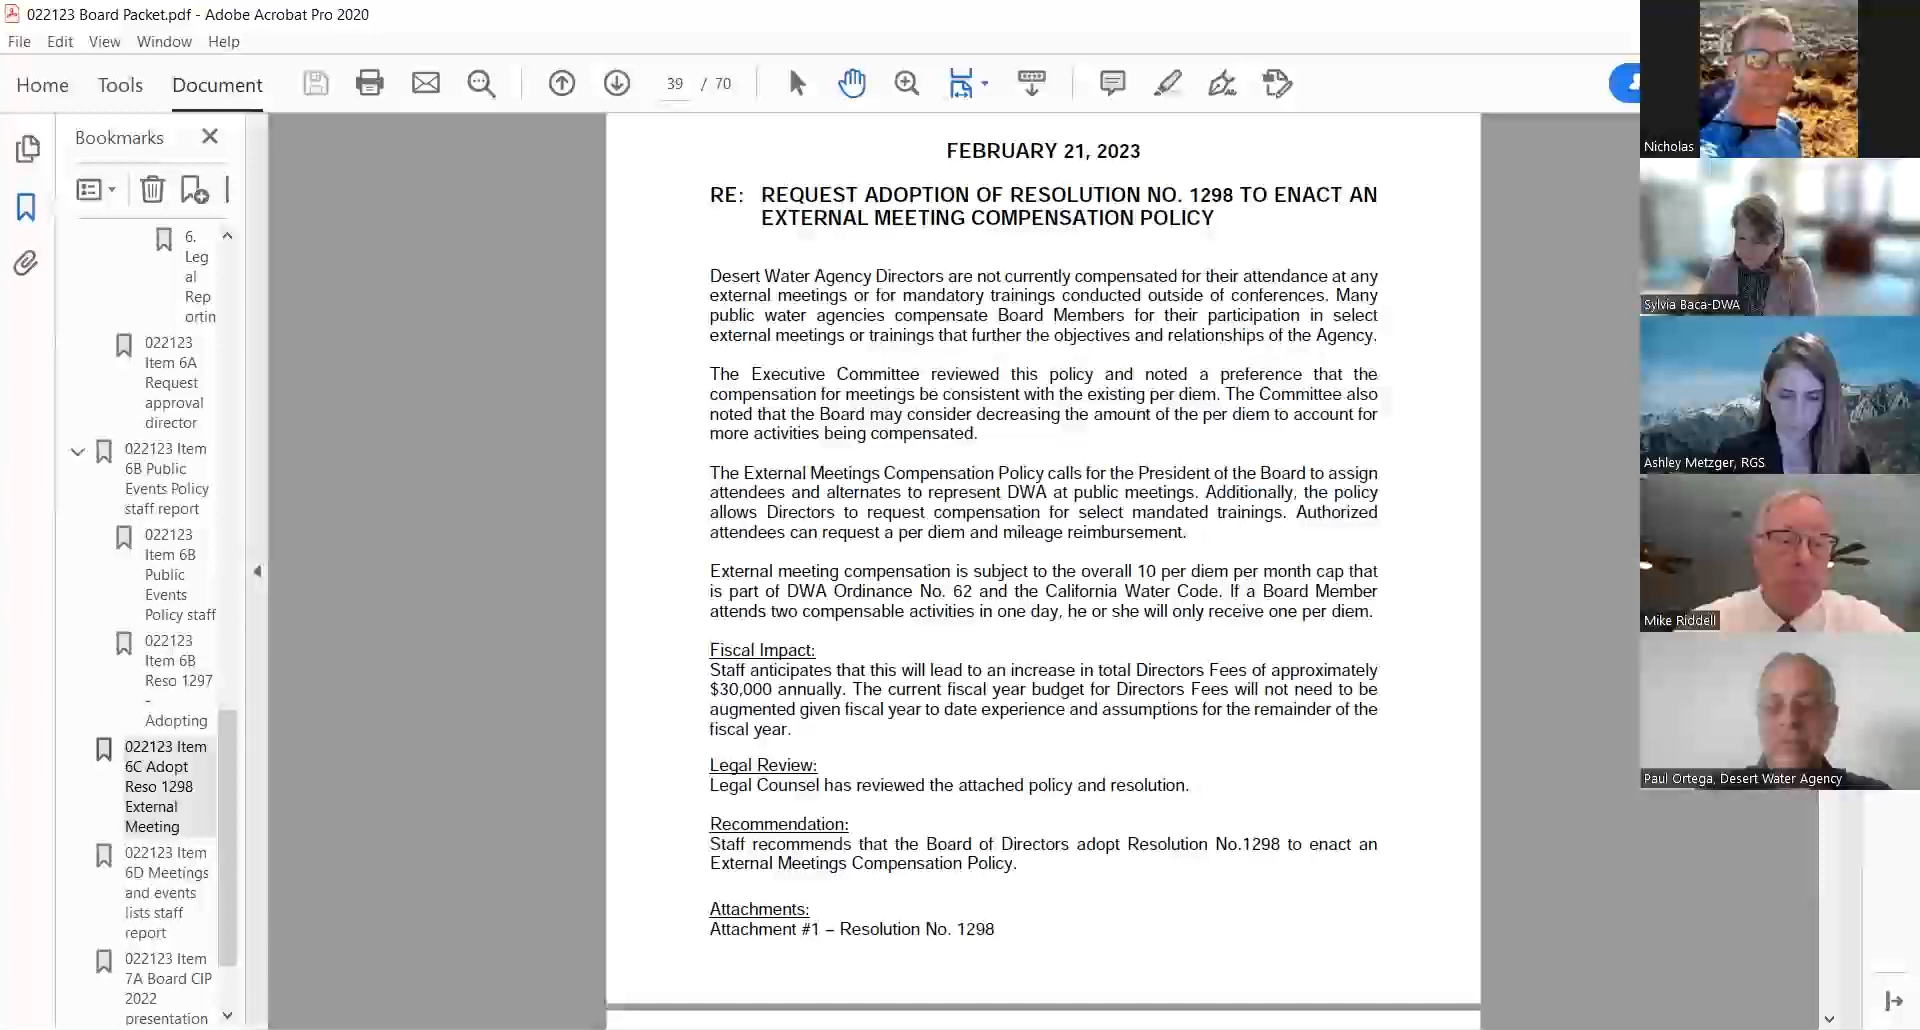 022123 Board Packet.pdf - Adobe Acrobat Pro 2020
File Edit View Window Help
Home Tools Document
39 / 70
Bookmarks
6.
Leg
al
Rep
ortin
022123
Item 6A
Request
approval
director
022123 Item
6B Public
Events Policy
staff report
022123
Item 6B
Public
Events
Policy staff
022123
Item 6B
Reso 1297
-
Adopting
022123 Item
6C Adopt
Reso 1298
External
Meeting
022123 Item
6D Meetings
and events
lists staff
report
022123 Item
7A Board CIP
2022
presentation
FEBRUARY 21, 2023
RE: REQUEST ADOPTION OF RESOLUTION NO. 1298 TO ENACT AN
EXTERNAL MEETING COMPENSATION POLICY
Desert Water Agency Directors are not currently compensated for their attendance at any
external meetings or for mandatory trainings conducted outside of conferences. Many
public water agencies compensate Board Members for their participation in select
external meetings or trainings that further the objectives and relationships of the Agency.
The Executive Committee reviewed this policy and noted a preference that the
compensation for meetings be consistent with the existing per diem. The Committee also
noted that the Board may consider decreasing the amount of the per diem to account for
more activities being compensated.
The External Meetings Compensation Policy calls for the President of the Board to assign
attendees and alternates to represent DWA at public meetings. Additionally, the policy
allows Directors to request compensation for select mandated trainings. Authorized
attendees can request a per diem and mileage reimbursement.
External meeting compensation is subject to the overall 10 per diem per month cap that
is part of DWA Ordinance No. 62 and the California Water Code. If a Board Member
attends two compensable activities in one day, he or she will only receive one per diem.
Fiscal Impact:
Staff anticipates that this will lead to an increase in total Directors Fees of approximately
$30,000 annually. The current fiscal year budget for Directors Fees will not need to be
augmented given fiscal year to date experience and assumptions for the remainder of the
fiscal year.
Legal Review:
Legal Counsel has reviewed the attached policy and resolution.
Recommendation:
Staff recommends that the Board of Directors adopt Resolution No.1298 to enact an
External Meetings Compensation Policy.
Attachments:
Attachment #1 – Resolution No. 1298
Nicholas
Sylvia Baca-DWA
Ashley Metzger, RGS
Mike Riddell
Paul Ortega, Desert Water Agency